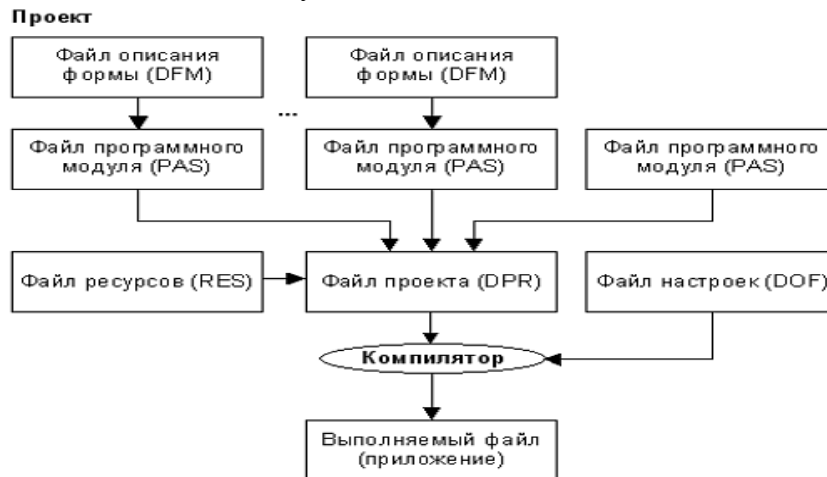 Проект
Файл описания
формы (DFM)
Файл описания
формы (DFM)
...
Файл программного
модуля (PAS)
Файл программного
модуля (PAS)
Файл программного
модуля (PAS)
Файл ресурсов (RES)
Файл проекта (DPR)
Файл настроек (DOF)
Компилятор
Выполняемый файл
(приложение)